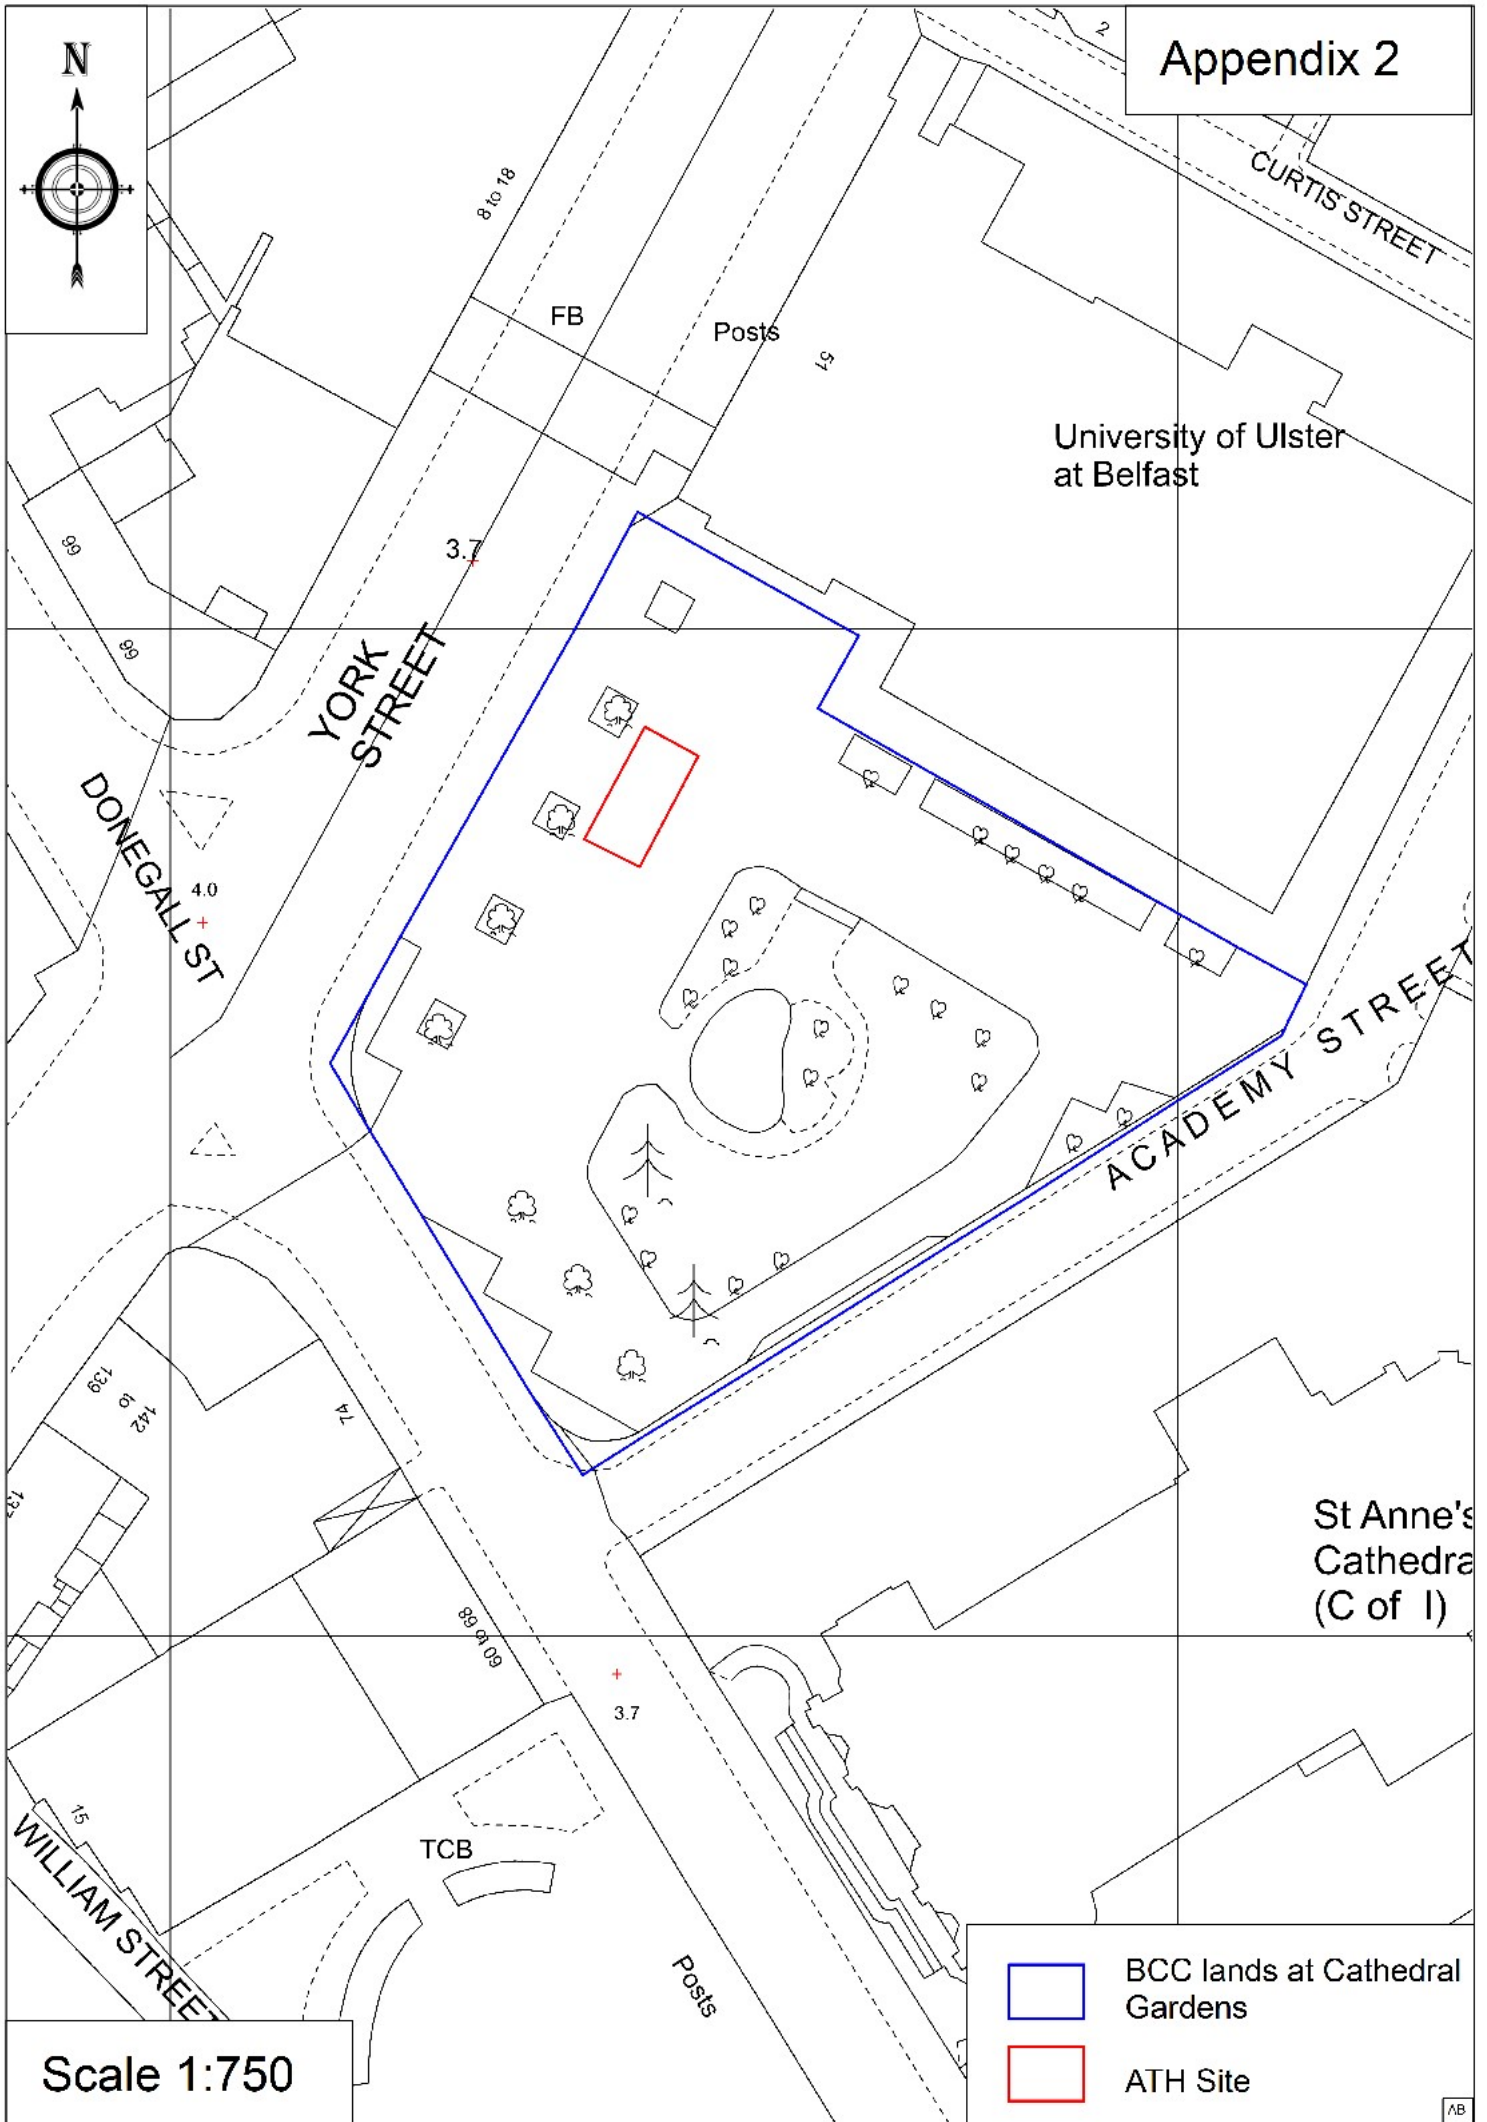 N
Appendix 2
2
CURTIS STREET
8 to 18
FB
Posts
51
University of Ulster
at Belfast
99
3.7
99
YORK
STREET
DONEGALL ST
4.0
ACADEMY STREET
139
to
142
74
St Anne's
Cathedra
(C of I)
60 to 68
3.7
15
TCB
WILLIAM STREET
Posts
BCC lands at Cathedral
Gardens
ATH Site
Scale 1:750
AB